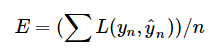 E = (∑ L(yₙ, ŷₙ))/n